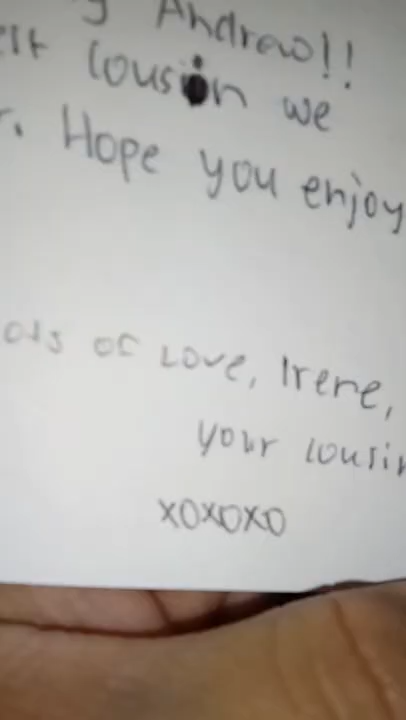 Andrew!!
cousin we
Hope you enjoy
of Love, Irene,
your cousin
xoxoxo